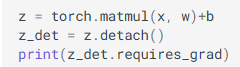 z = torch.matmul(x, w)+b
z_det = z.detach()
print(z_det.requires_grad)